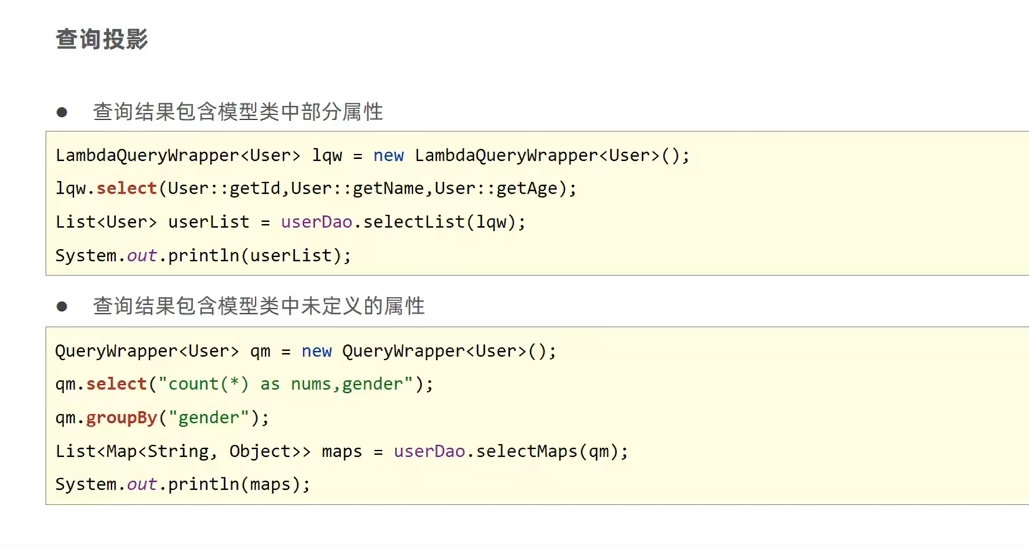 查询投影
● 查询结果包含模型类中部分属性
LambdaQueryWrapper<User> lqw = new LambdaQueryWrapper<User>();
lqw.select(User::getId,User::getName,User::getAge);
List<User> userList = userDao.selectList(lqw);
System.out.println(userList);
● 查询结果包含模型类中未定义的属性
QueryWrapper<User> qm = new QueryWrapper<User>();
qm.select("count(*) as nums,gender");
qm.groupBy("gender");
List<Map<String, Object>> maps = userDao.selectMaps(qm);
System.out.println(maps);